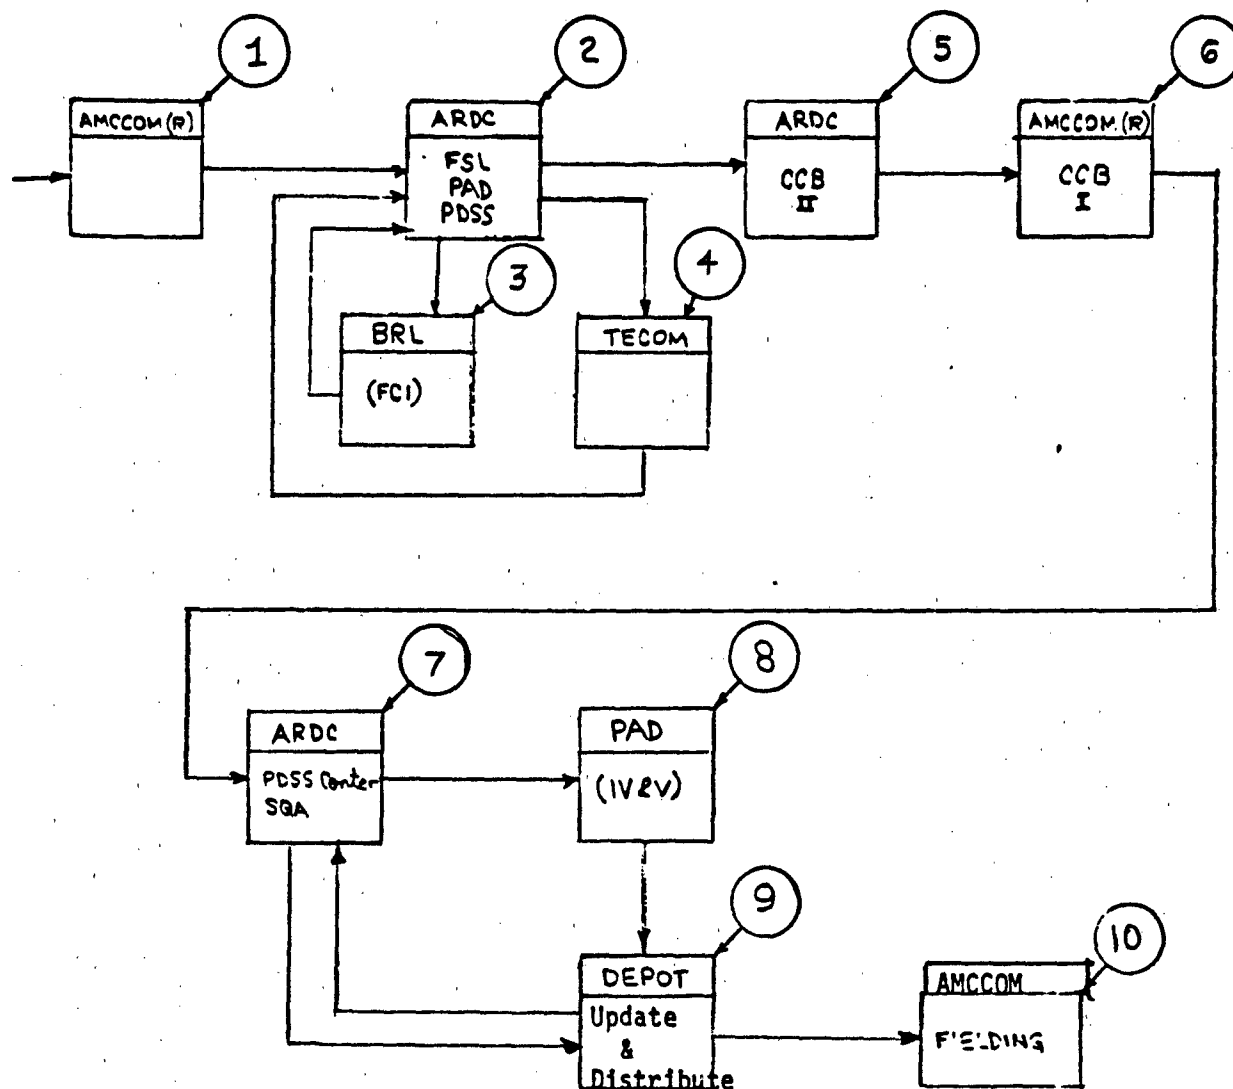 1
AMCCOM (R)
2
ARDC
FSL
PAD
PDSS
5
ARDC
CCB
II
6
AMCCOM (R)
CCB
I
3
BRL
(FCI)
4
TECOM
7
ARDC
PDSS Center
SQA
8
PAD
(IV&V)
9
DEPOT
Update
&
Distribute
10
AMCCOM
FIELDING